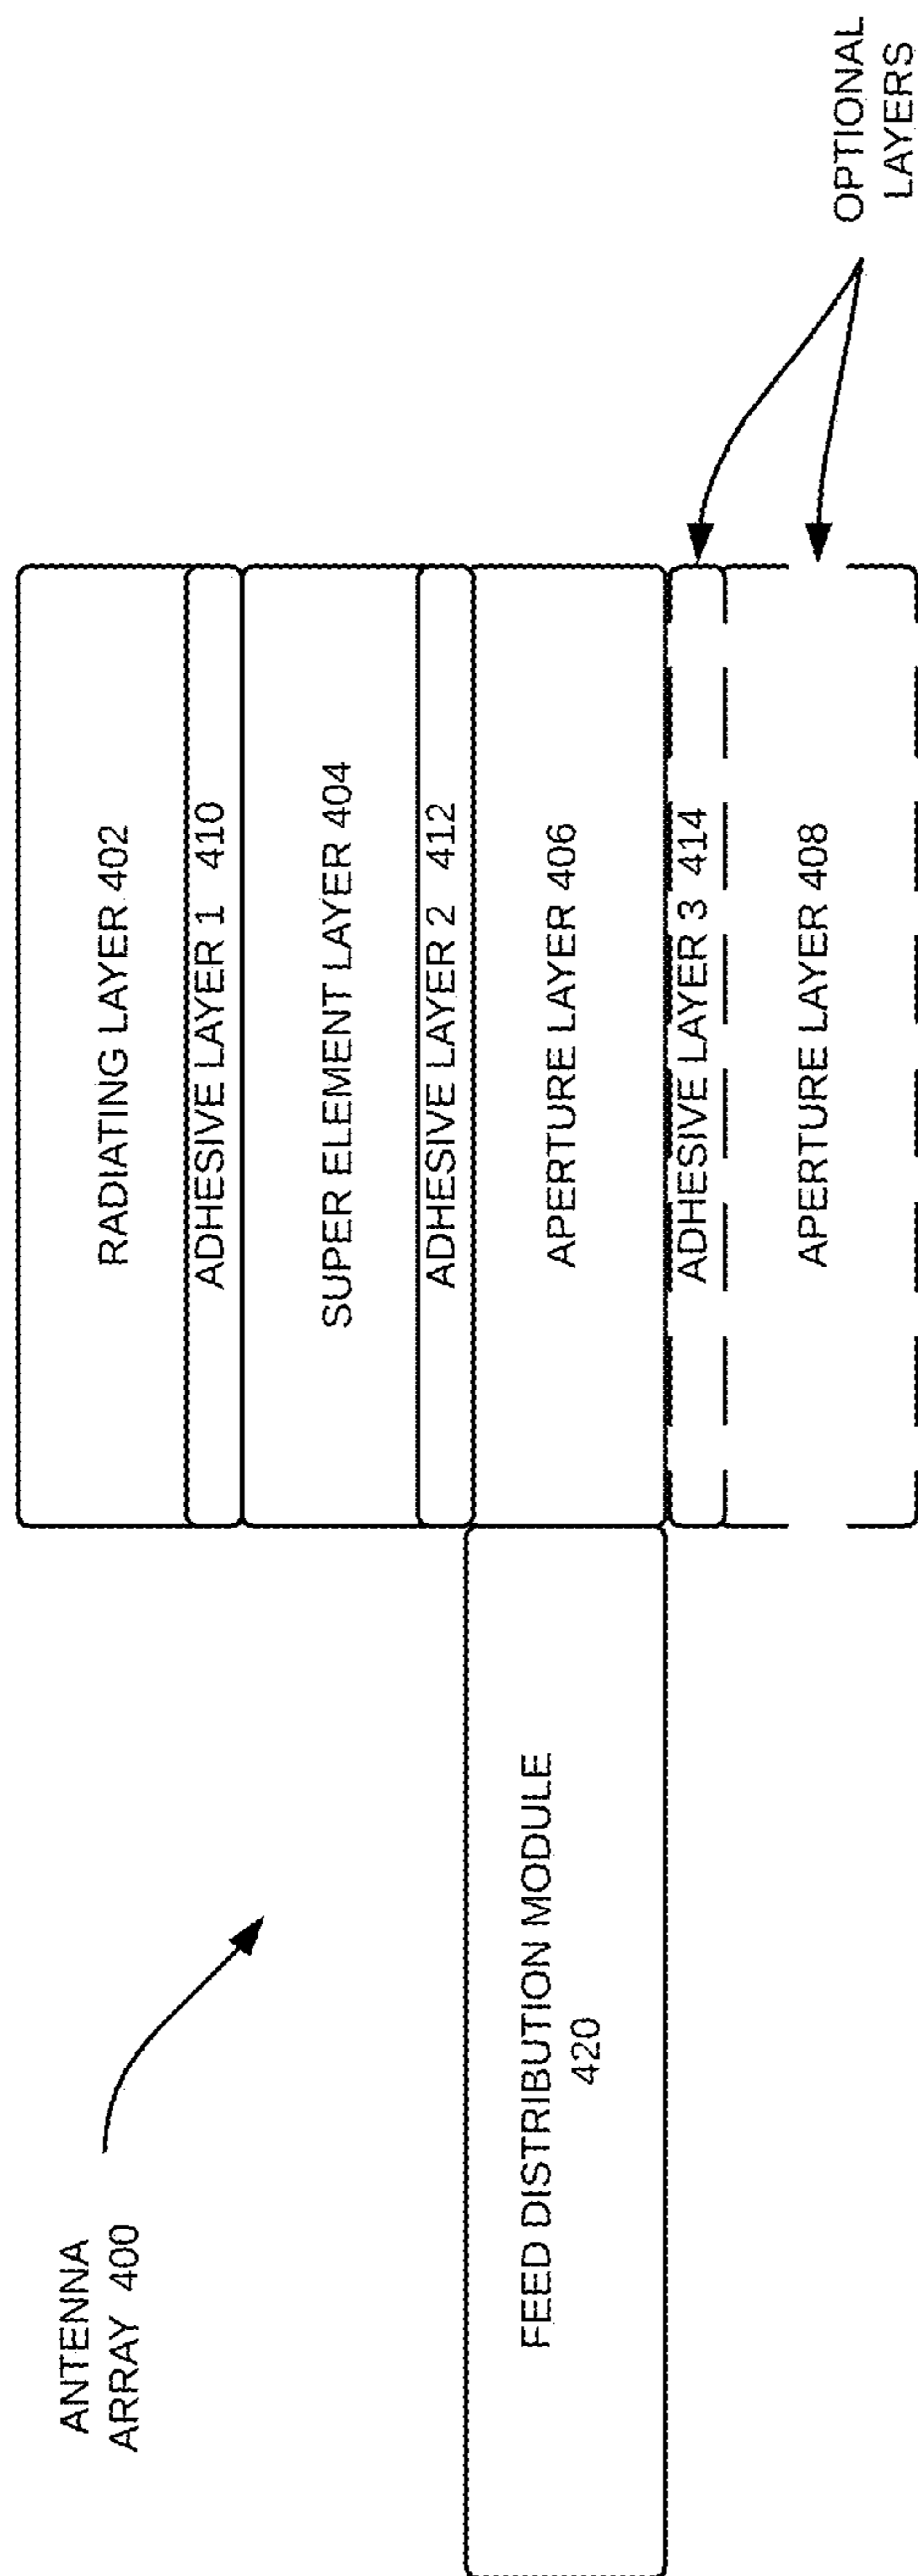 ANTENNA
ARRAY 400
RADIATING LAYER 402
ADHESIVE LAYER 1 410
SUPER ELEMENT LAYER 404
ADHESIVE LAYER 2 412
FEED DISTRIBUTION MODULE
420
APERTURE LAYER 406
ADHESIVE LAYER 3 414
APERTURE LAYER 408
OPTIONAL
LAYERS